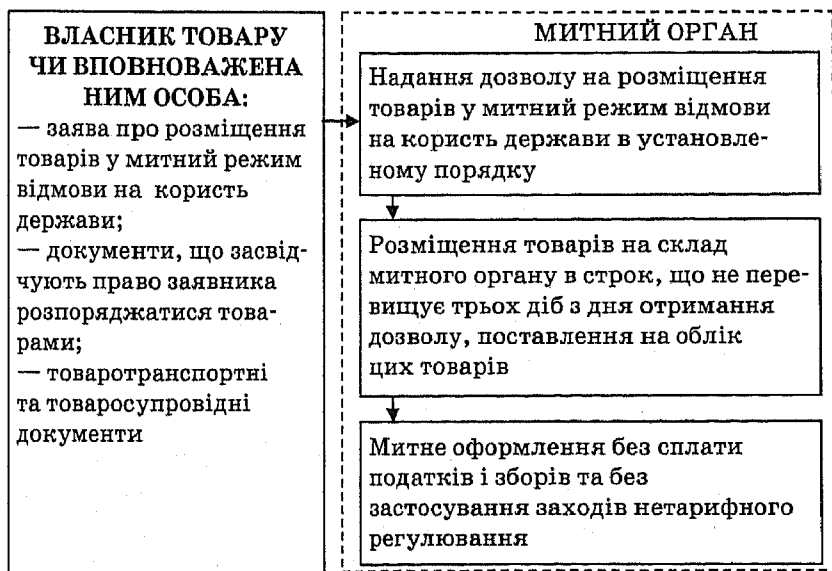 ВЛАСНИК ТОВАРУ
ЧИ ВПОВНОВАЖЕНА
НИМ ОСОБА:
— заява про розміщення
товарів у митний режим
відмови на користь
держави;
— документи, що засвід-
чують право заявника
розпоряджатися това-
рами;
— товаротранспортні
та товаросупровідні
документи
МИТНИЙ ОРГАН
Надання дозволу на розміщення
товарів у митний режим відмови
на користь держави в установле-
ному порядку
Розміщення товарів на склад
митного органу в строк, що не пере-
вищує трьох діб з дня отримання
дозволу, поставлення на облік
цих товарів
Митне оформлення без сплати
податків і зборів та без
застосування заходів нетарифного
регулювання